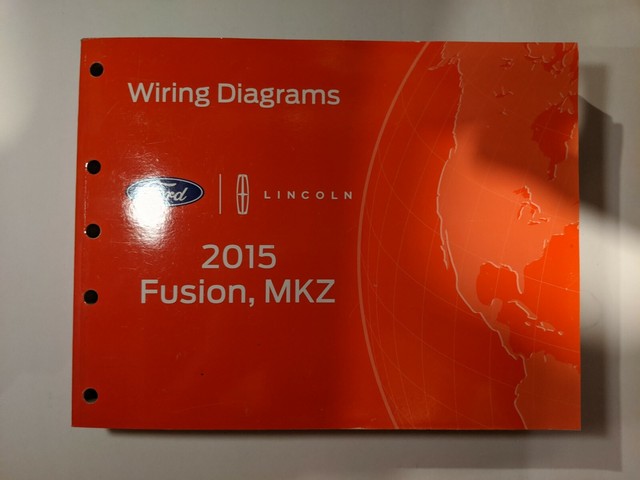 Wiring Diagrams
Ford LINCOLN
2015
Fusion, MKZ